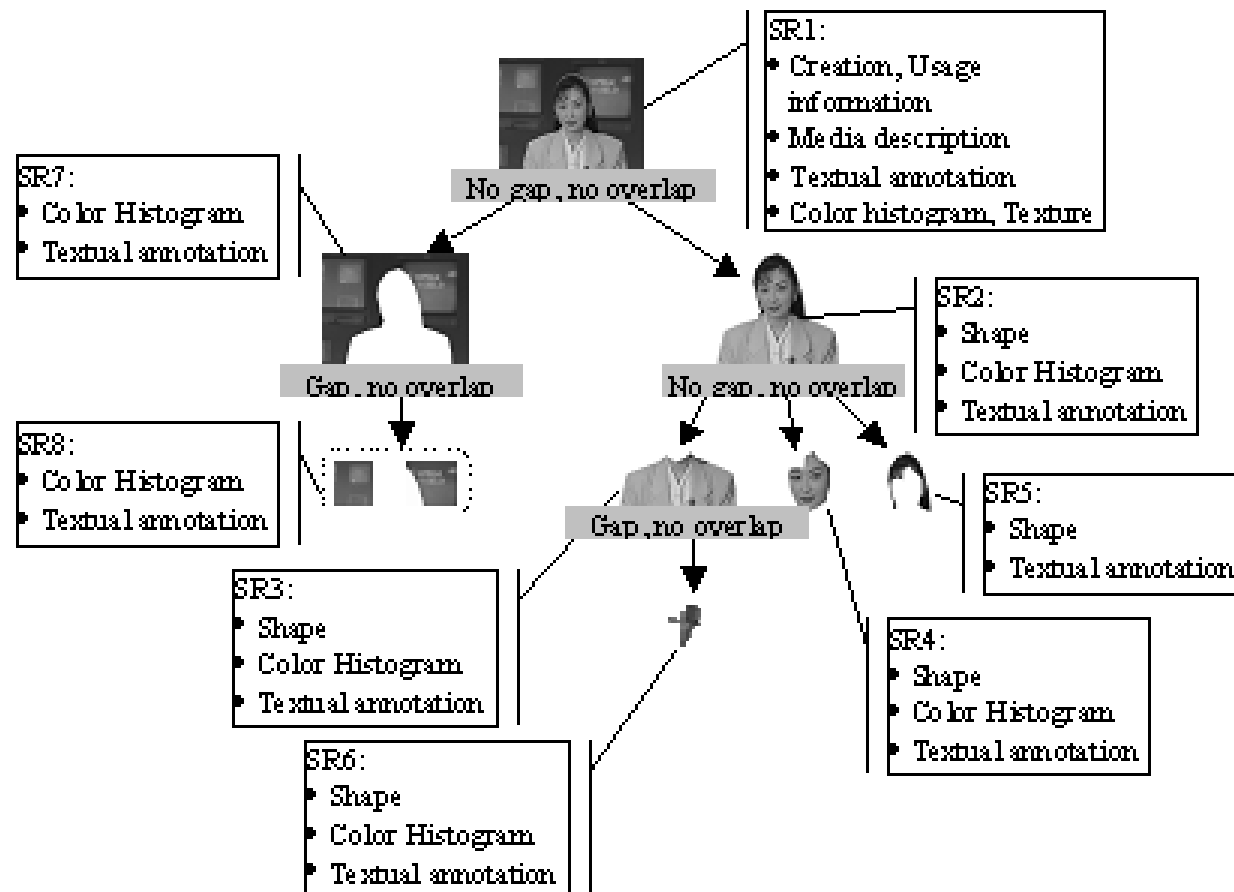 SR1:
• Creation, Usage
information
• Media description
• Textual annotation
• Color histogram, Texture
No gap, no overlap
SR7:
• Color Histogram
• Textual annotation
SR2:
• Shape
• Color Histogram
• Textual annotation
Gap, no overlap
No gap, no overlap
SR8:
• Color Histogram
• Textual annotation
SR5:
• Shape
• Textual annotation
Gap, no overlap
SR3:
• Shape
• Color Histogram
• Textual annotation
SR4:
• Shape
• Color Histogram
• Textual annotation
SR6:
• Shape
• Color Histogram
• Textual annotation